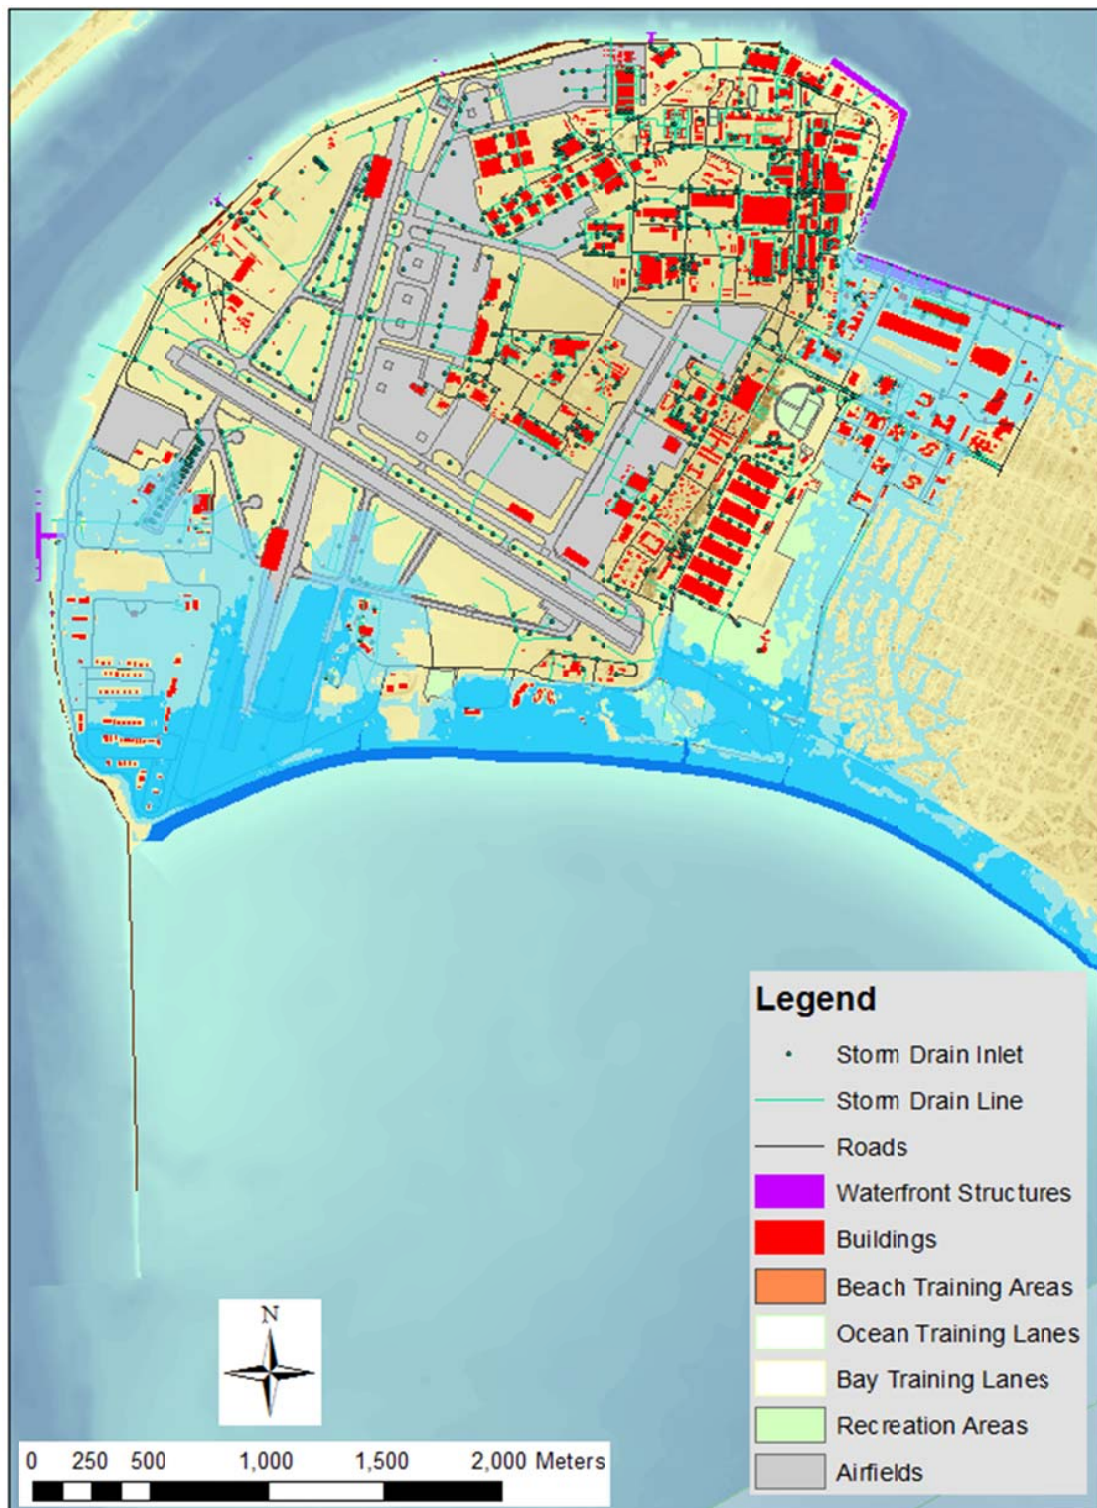 Legend
Storm Drain Inlet
Storm Drain Line
Roads
Waterfront Structures
Buildings
Beach Training Areas
Ocean Training Lanes
Bay Training Lanes
Recreation Areas
Airfields
N
0 250 500 1,000 1,500 2,000 Meters